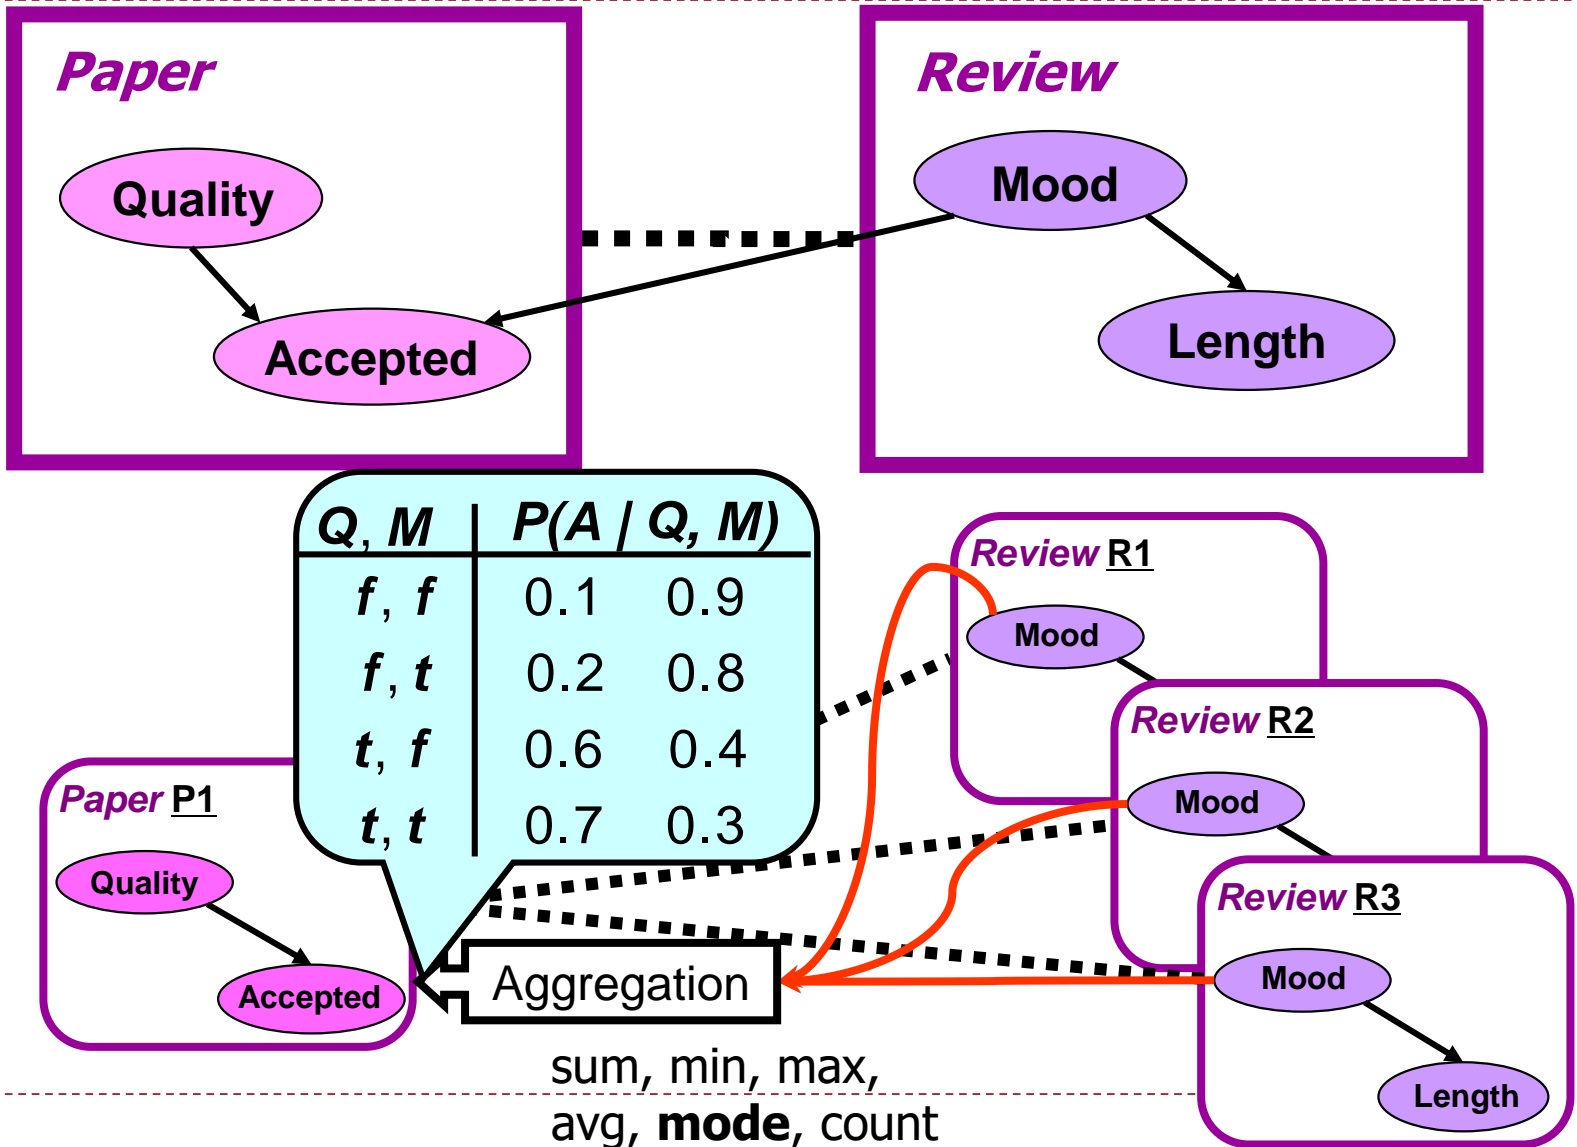 Paper
Review
Quality
Mood
Accepted
Length
Q, M P(A | Q, M)
f, f 0.1 0.9
f, t 0.2 0.8
t, f 0.6 0.4
t, t 0.7 0.3
Review R1
Mood
Review R2
Mood
Paper P1
Quality
Accepted
Aggregation
Review R3
Mood
Length
sum, min, max,
avg, mode, count